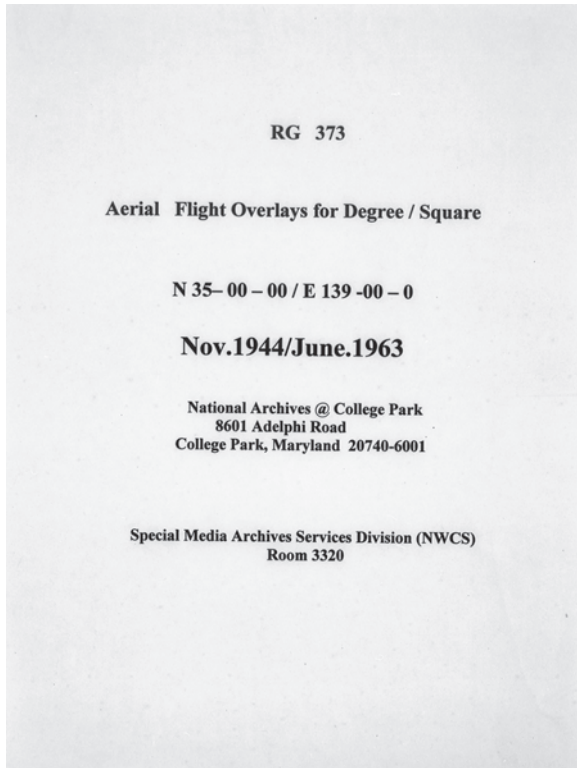 RG 373
Aerial Flight Overlays for Degree / Square
N 35– 00 – 00 / E 139 -00 – 0
Nov.1944/June.1963
National Archives @ College Park
8601 Adelphi Road
College Park, Maryland 20740-6001
Special Media Archives Services Division (NWCS)
Room 3320